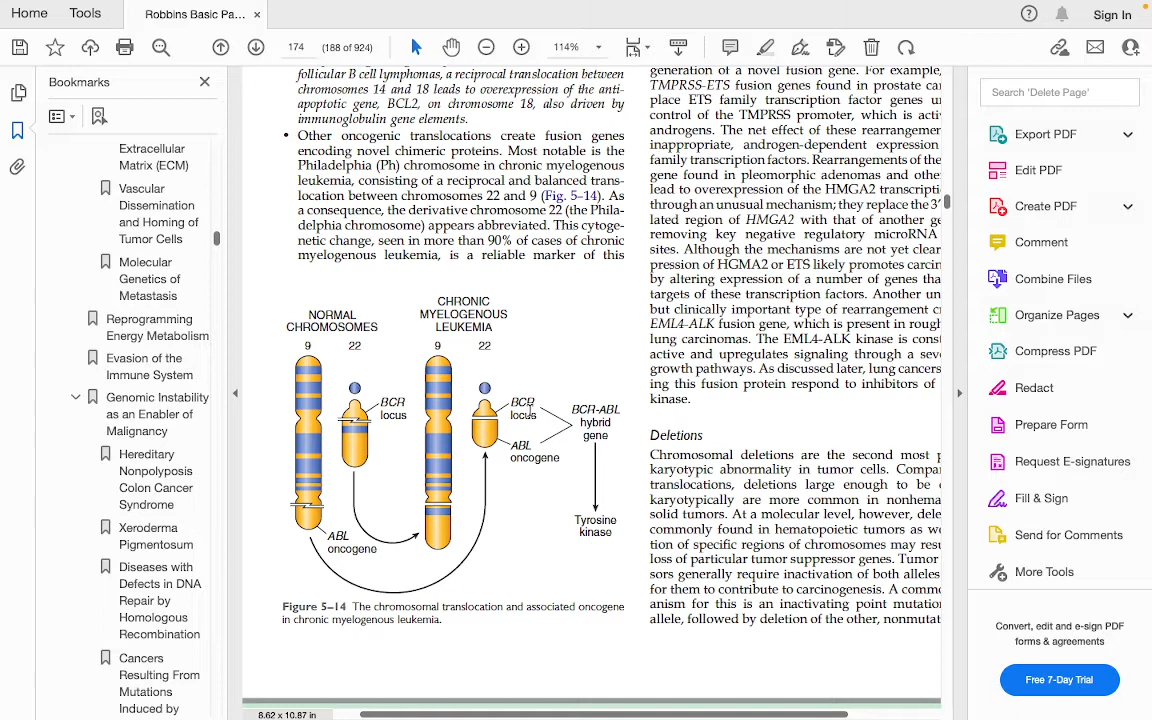 Home
Tools
Robbins Basic Pa...
Sign In
174
(188 of 924)
114%
Bookmarks
Extracellular
Matrix (ECM)
Vascular
Dissemination
and Homing of
Tumor Cells
Molecular
Genetics of
Metastasis
Reprogramming
Energy Metabolism
Evasion of the
Immune System
Genomic Instability
as an Enabler of
Malignancy
Hereditary
Nonpolyposis
Colon Cancer
Syndrome
Xeroderma
Pigmentosum
Diseases with
Defects in DNA
Repair by
Homologous
Recombination
Cancers
Resulting From
Mutations
Induced by
follicular B cell lymphomas, a reciprocal translocation between
chromosomes 14 and 18 leads to overexpression of the anti-
apoptotic gene, BCL2, on chromosome 18, also driven by
immunoglobulin gene elements.
• Other oncogenic translocations create fusion genes
encoding novel chimeric proteins. Most notable is the
Philadelphia (Ph) chromosome in chronic myelogenous
leukemia, consisting of a reciprocal and balanced trans-
location between chromosomes 22 and 9 (Fig. 5–14). As
a consequence, the derivative chromosome 22 (the Phila-
delphia chromosome) appears abbreviated. This cytoge-
netic change, seen in more than 90% of cases of chronic
myelogenous leukemia, is a reliable marker of this
NORMAL
CHROMOSOMES
9 22
CHRONIC
MYELOGENOUS
LEUKEMIA
9 22
BCR
locus
ABL
oncogene
BCR
locus
ABL
oncogene
BCR-ABL
hybrid
gene
Tyrosine
kinase
Figure 5–14 The chromosomal translocation and associated oncogene
in chronic myelogenous leukemia.
generation of a novel fusion gene. For example,
TMPRSS-ETS fusion genes found in prostate ca
place ETS family transcription factor genes u
control of the TMPRSS promoter, which is acti
androgens. The net effect of these rearrangemer
inappropriate, androgen-dependent expression
family transcription factors. Rearrangements of the
gene found in pleomorphic adenomas and othe
lead to overexpression of the HMGA2 transcripti
through an unusual mechanism; they replace the 3'
lated region of HMGA2 with that of another ge
removing key negative regulatory microRNA
sites. Although the mechanisms are not yet clear
pression of HGMA2 or ETS likely promotes carcin
by altering expression of a number of genes tha
targets of these transcription factors. Another un
but clinically important type of rearrangement c
EML4-ALK fusion gene, which is present in rough
lung carcinomas. The EML4-ALK kinase is const
active and upregulates signaling through a seve
growth pathways. As discussed later, lung cancers
ing this fusion protein respond to inhibitors of
kinase.
Deletions
Chromosomal deletions are the second most p
karyotypic abnormality in tumor cells. Compar
translocations, deletions large enough to be
karyotypically are more common in nonhema
solid tumors. At a molecular level, however, dele
commonly found in hematopoietic tumors as we
tion of specific regions of chromosomes may resu
loss of particular tumor suppressor genes. Tumor
sors generally require inactivation of both alleles
for them to contribute to carcinogenesis. A commo
anism for this is an inactivating point mutation
allele, followed by deletion of the other, nonmutat
8.62 x 10.87 in
Search 'Delete Page'
Export PDF
Edit PDF
Create PDF
Comment
Combine Files
Organize Pages
Compress PDF
Redact
Prepare Form
Request E-signatures
Fill & Sign
Send for Comments
More Tools
Convert, edit and e-sign PDF
forms & agreements
Free 7-Day Trial